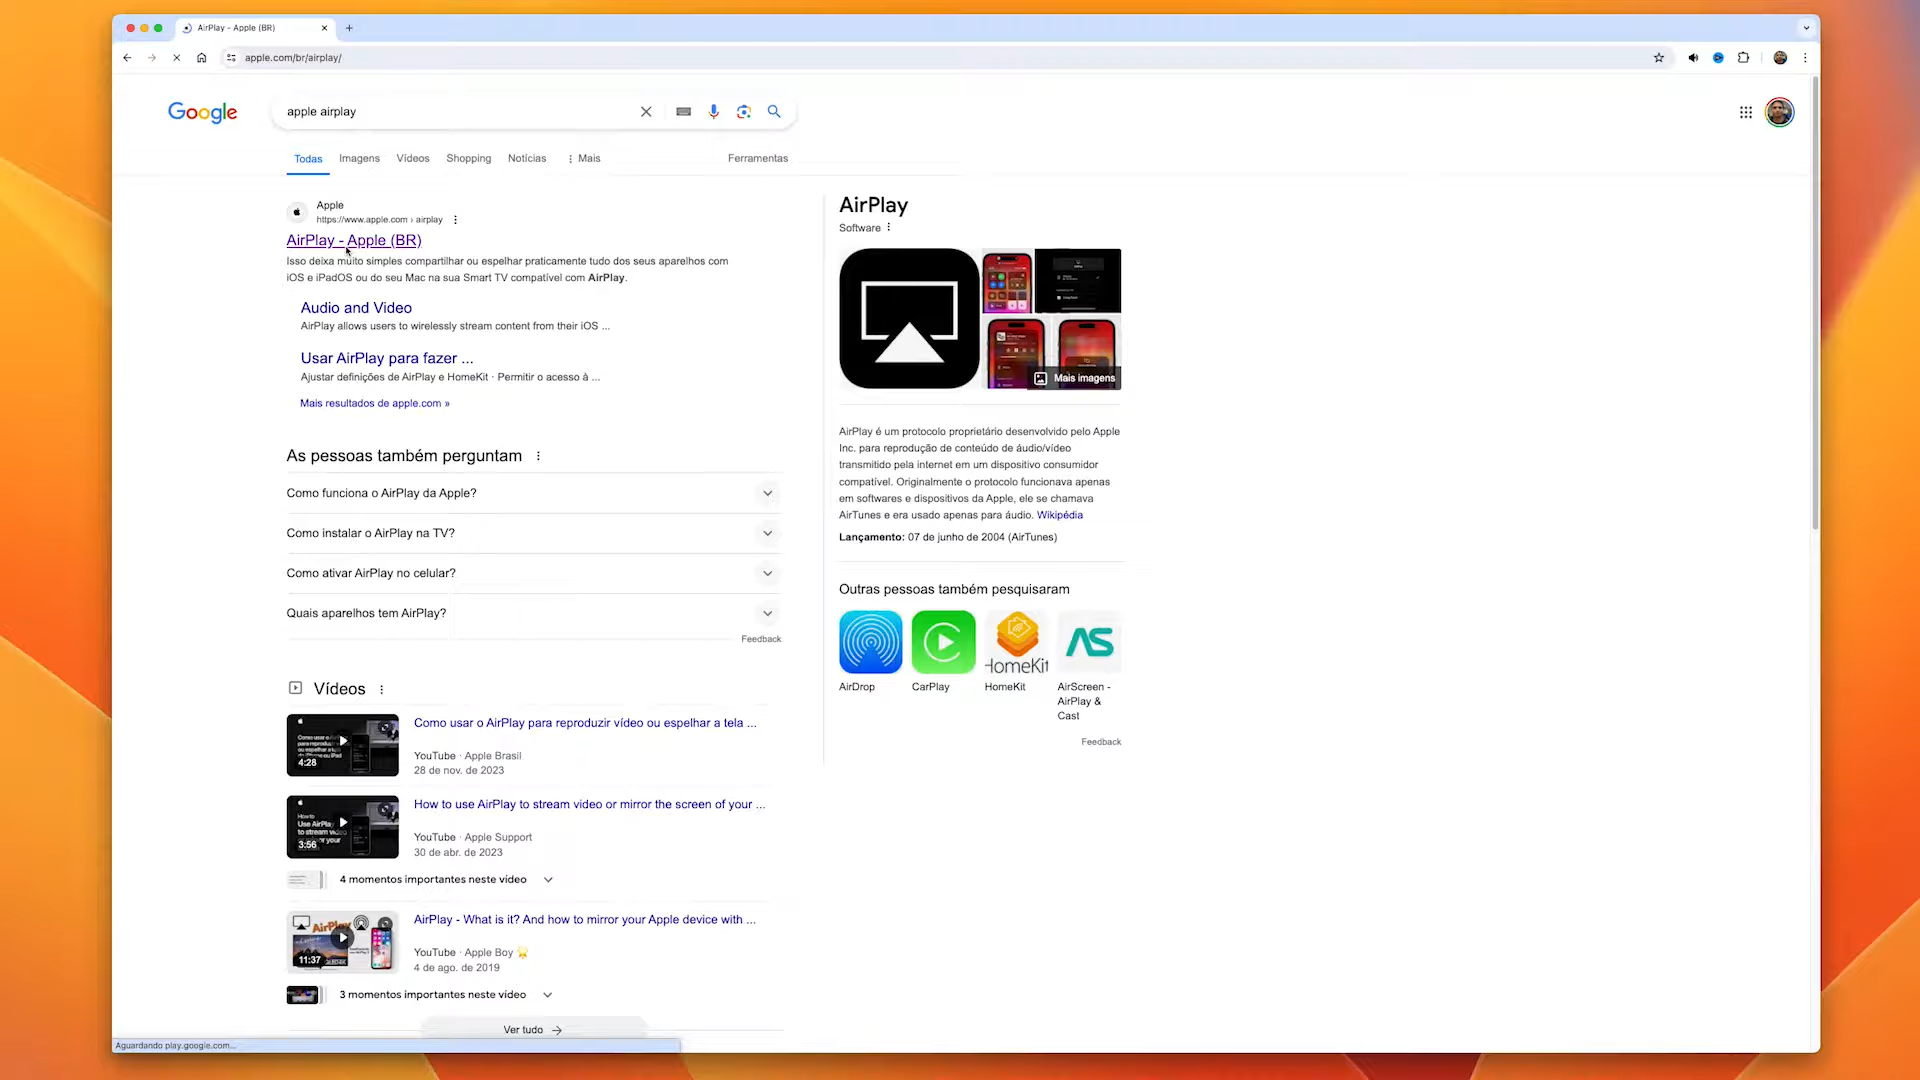 AirPlay - Apple (BR)
apple.com/br/airplay/
Google
apple airplay
Todas
Imagens
Vídeos
Shopping
Notícias
Mais
Ferramentas
Apple
https://www.apple.com › airplay
AirPlay - Apple (BR)
Isso deixa muito simples compartilhar ou espelhar praticamente tudo dos seus aparelhos com
iOS e iPadOS ou do seu Mac na sua Smart TV compatível com AirPlay.
Audio and Video
AirPlay allows users to wirelessly stream content from their iOS ...
Usar AirPlay para fazer ...
Ajustar definições de AirPlay e HomeKit · Permitir o acesso à ...
Mais resultados de apple.com »
As pessoas também perguntam
Como funciona o AirPlay da Apple?
Como instalar o AirPlay na TV?
Como ativar AirPlay no celular?
Quais aparelhos tem AirPlay?
Feedback
Vídeos
Como usar o AirPlay para reproduzir vídeo ou espelhar a tela ...
YouTube · Apple Brasil
28 de nov. de 2023
4:28
How to use AirPlay to stream video or mirror the screen of your ...
YouTube · Apple Support
30 de abr. de 2023
How to
Use AirPlay
to stream video
or mirror your
3:56
4 momentos importantes neste vídeo
AirPlay - What is it? And how to mirror your Apple device with ...
YouTube · Apple Boy
4 de ago. de 2019
AirPlay
11:37
3 momentos importantes neste vídeo
Ver tudo
Aguardando play.google.com...
AirPlay
Software
Mais imagens
AirPlay é um protocolo proprietário desenvolvido pelo Apple
Inc. para reprodução de conteúdo de áudio/vídeo
transmitido pela internet em um dispositivo consumidor
compatível. Originalmente o protocolo funcionava apenas
em softwares e dispositivos da Apple, ele se chamava
AirTunes e era usado apenas para áudio. Wikipédia
Lançamento: 07 de junho de 2004 (AirTunes)
Outras pessoas também pesquisaram
HomeKit
AS
AirDrop
CarPlay
HomeKit
AirScreen -
AirPlay &
Cast
Feedback